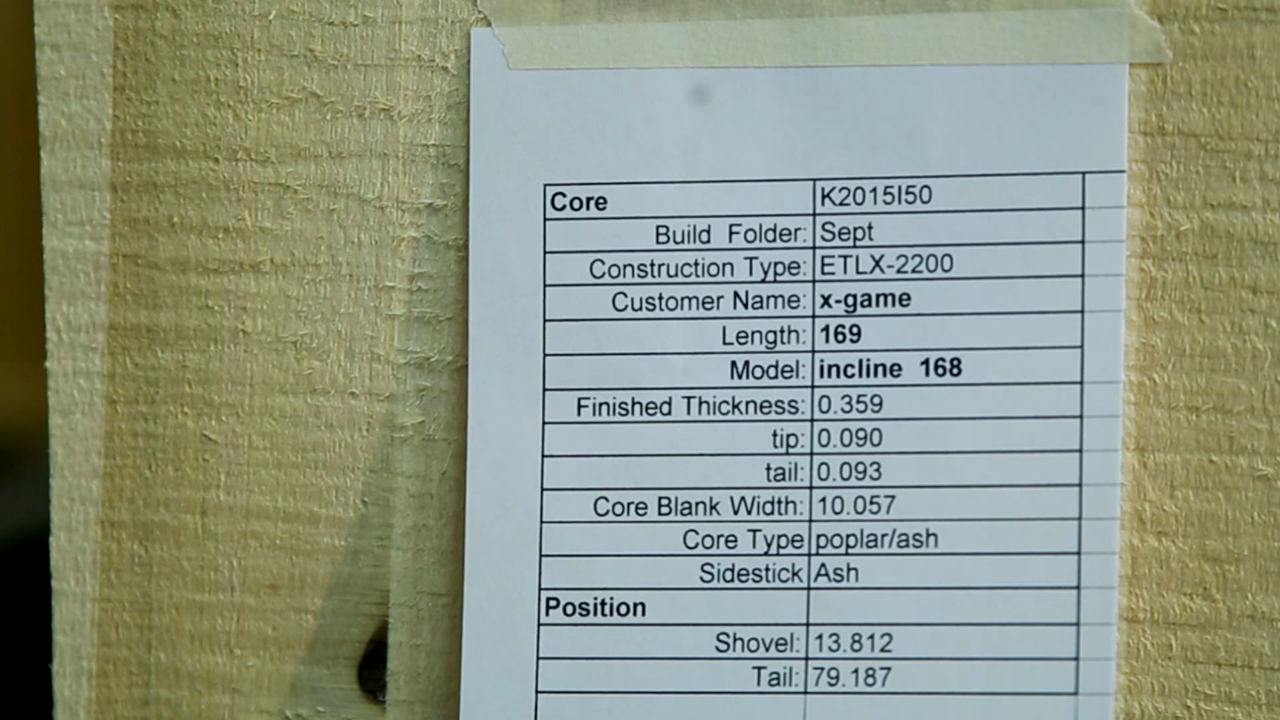 Core K2015I50
Build Folder: Sept
Construction Type: ETLX-2200
Customer Name: x-game
Length: 169
Model: incline 168
Finished Thickness: 0.359
tip: 0.090
tail: 0.093
Core Blank Width: 10.057
Core Type poplar/ash
Sidestick Ash
Position
Shovel: 13.812
Tail: 79.187